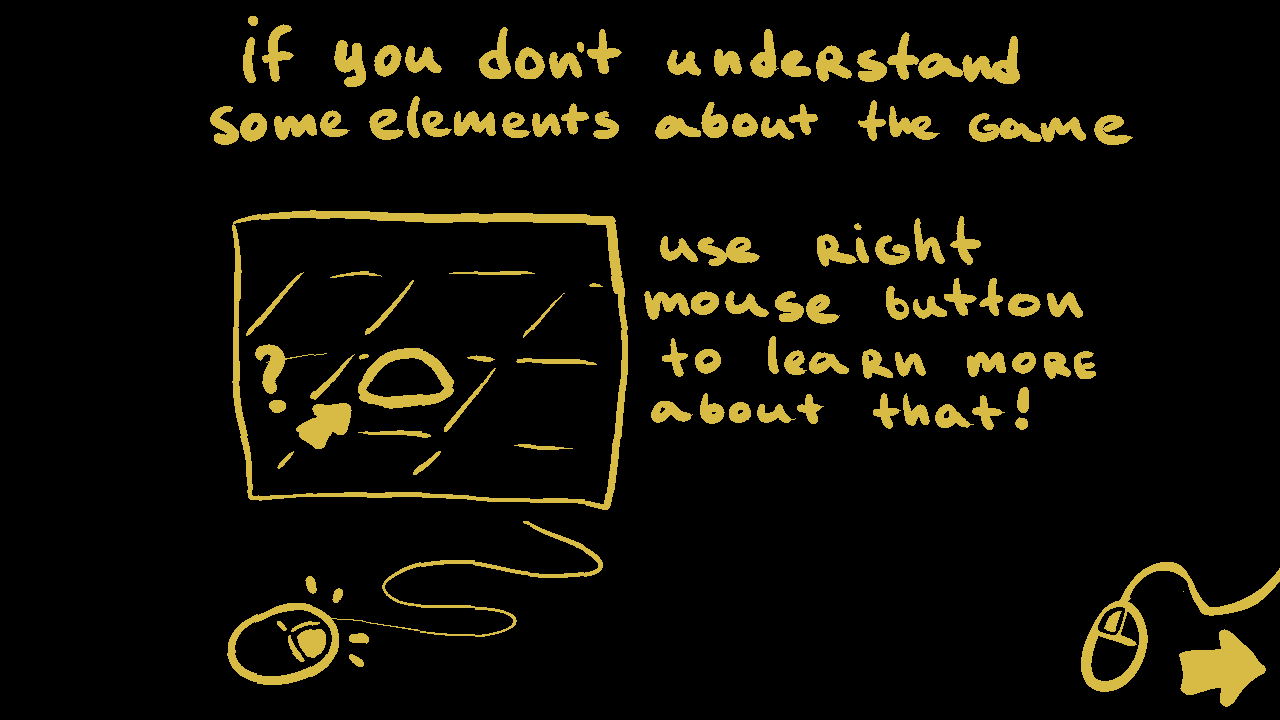 if you don't understand
some elements about the game
use right
mouse button
to learn more
about that!
?